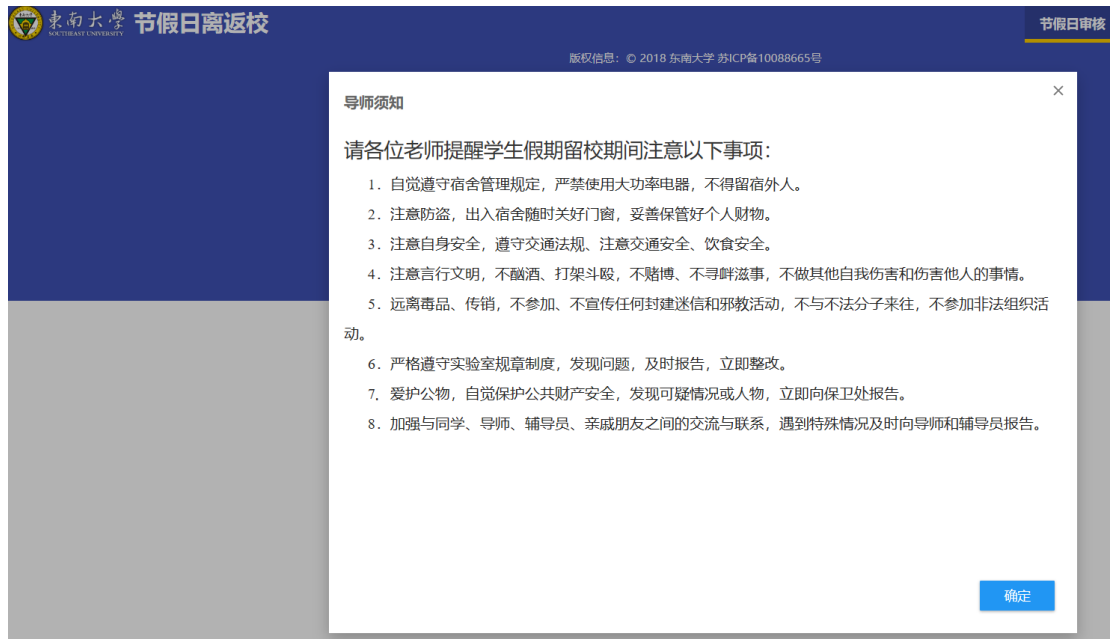 東南大學 节假日离返校
SOUTHEAST UNIVERSITY
节假日审核
版权信息：© 2018 东南大学 苏ICP备10088665号
导师须知
×
请各位老师提醒学生假期留校期间注意以下事项：
1．自觉遵守宿舍管理规定，严禁使用大功率电器，不得留宿外人。
2．注意防盗，出入宿舍随时关好门窗，妥善保管好个人财物。
3．注意自身安全，遵守交通法规、注意交通安全、饮食安全。
4．注意言行文明，不酗酒、打架斗殴，不赌博、不寻衅滋事，不做其他自我伤害和伤害他人的事情。
5．远离毒品、传销，不参加、不宣传任何封建迷信和邪教活动，不与不法分子来往，不参加非法组织活
动。
6．严格遵守实验室规章制度，发现问题，及时报告，立即整改。
7．爱护公物，自觉保护公共财产安全，发现可疑情况或人物，立即向保卫处报告。
8．加强与同学、导师、辅导员、亲戚朋友之间的交流与联系，遇到特殊情况及时向导师和辅导员报告。
确定